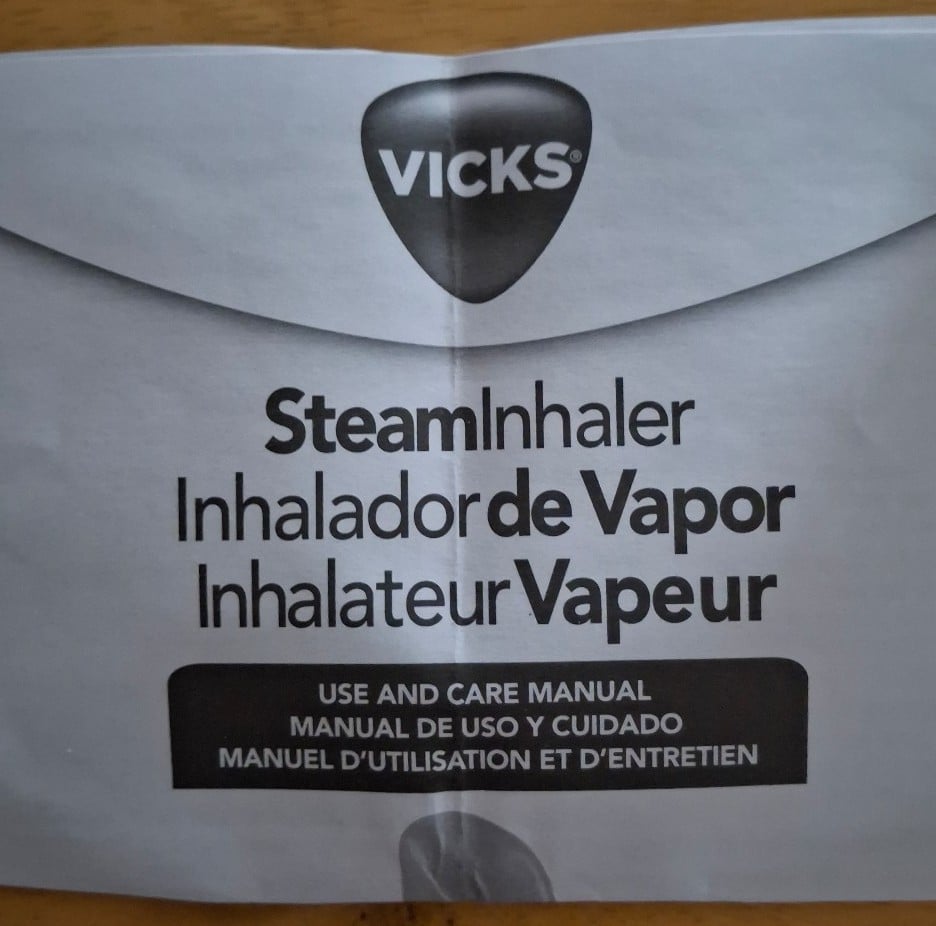 VICKS®
SteamInhaler
Inhalador de Vapor
Inhalateur Vapeur
USE AND CARE MANUAL
MANUAL DE USO Y CUIDADO
MANUEL D'UTILISATION ET D'ENTRETIEN